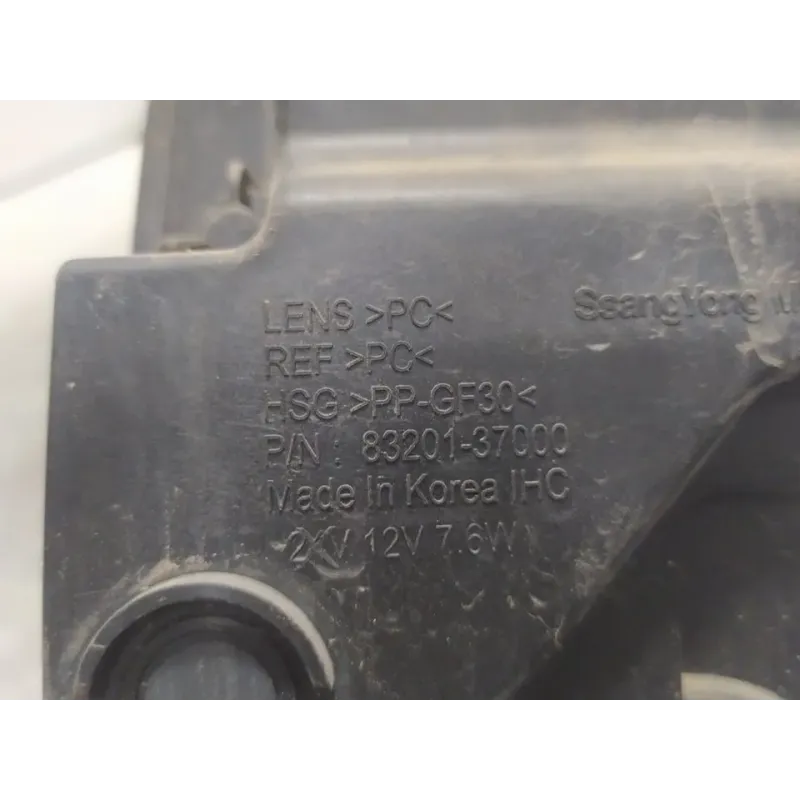 LENS >PC<
SsangYong
REF >PC<
HSG >PP-GF30<
P/N : 83201-37000
Made In Korea IHC
12V 7.6W